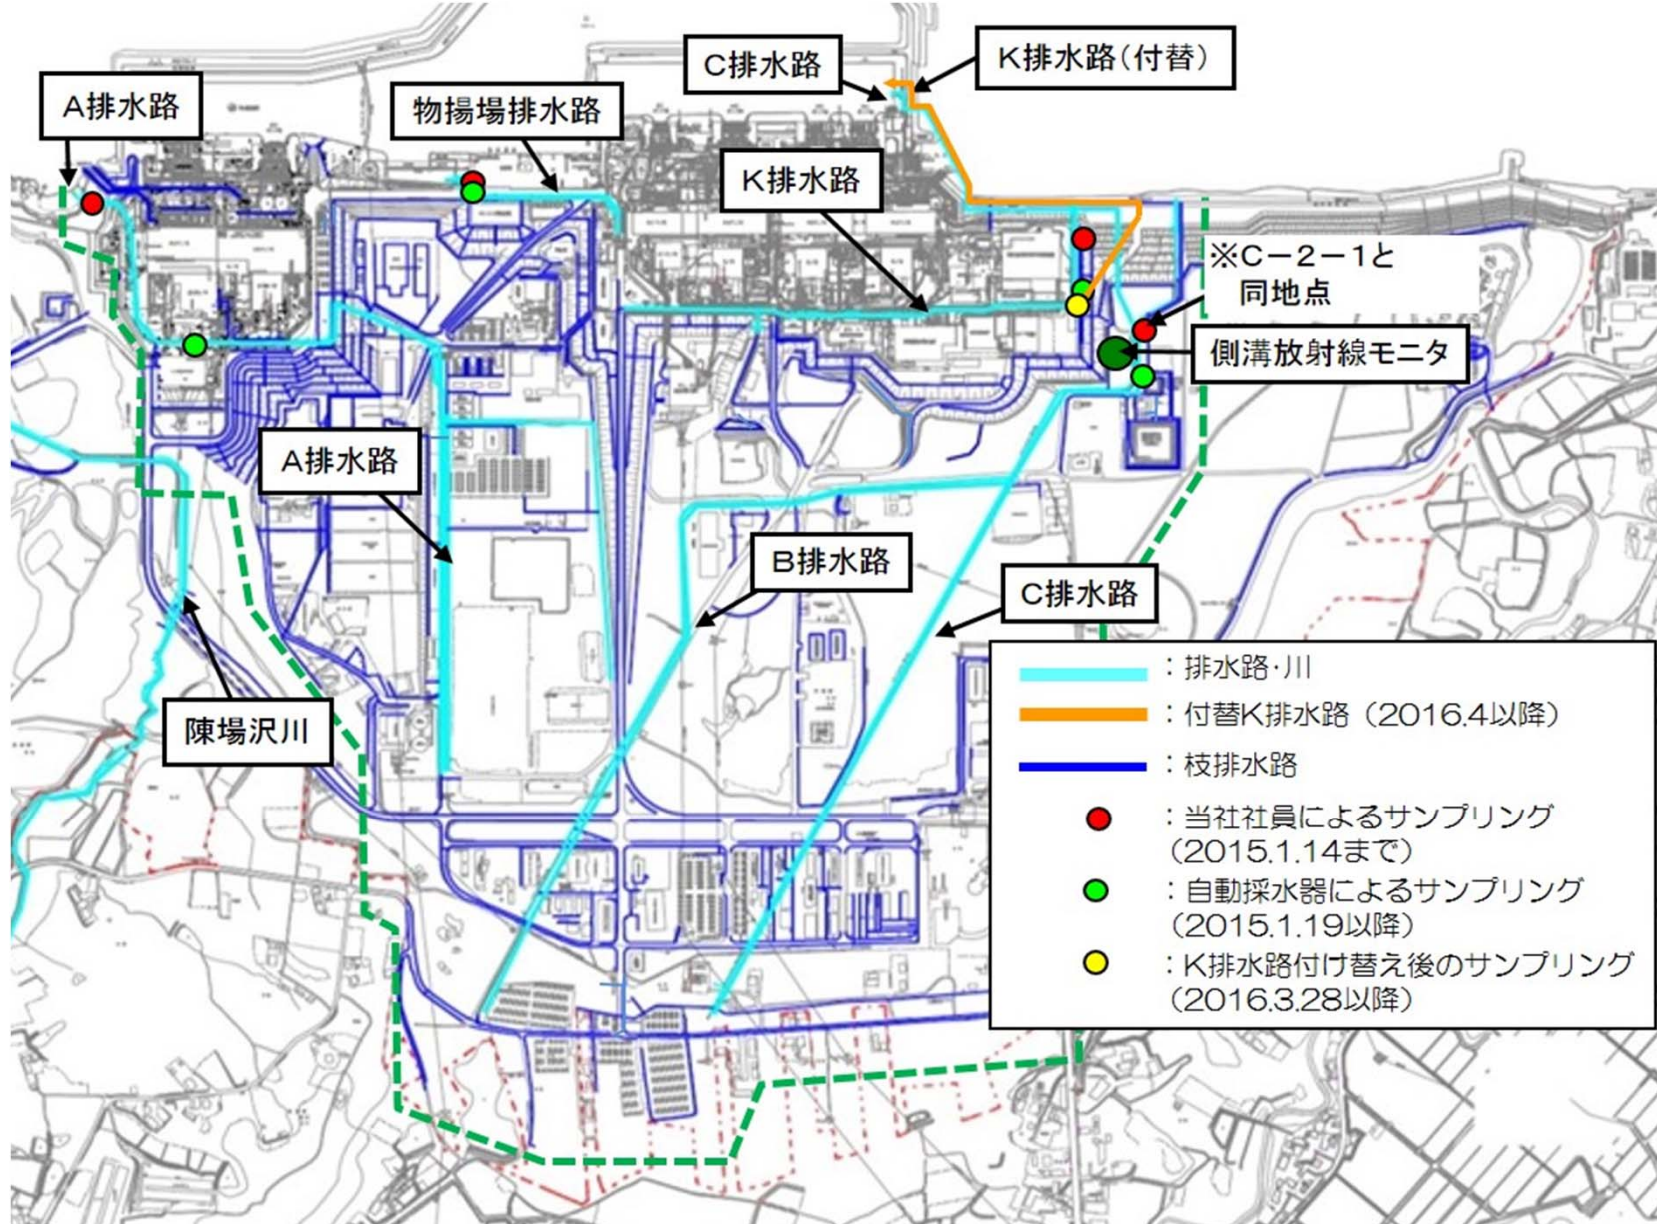 C排水路
K排水路(付替)
A排水路
物揚場排水路
K排水路
※C-2-1と
同地点
側溝放射線モニタ
A排水路
B排水路
C排水路
陳場沢川
:排水路・川
:付替K排水路（2016.4以降）
:枝排水路
:当社社員によるサンプリング
（2015.1.14まで）
:自動採水器によるサンプリング
（2015.1.19以降）
:K排水路付け替え後のサンプリング
（2016.3.28以降）